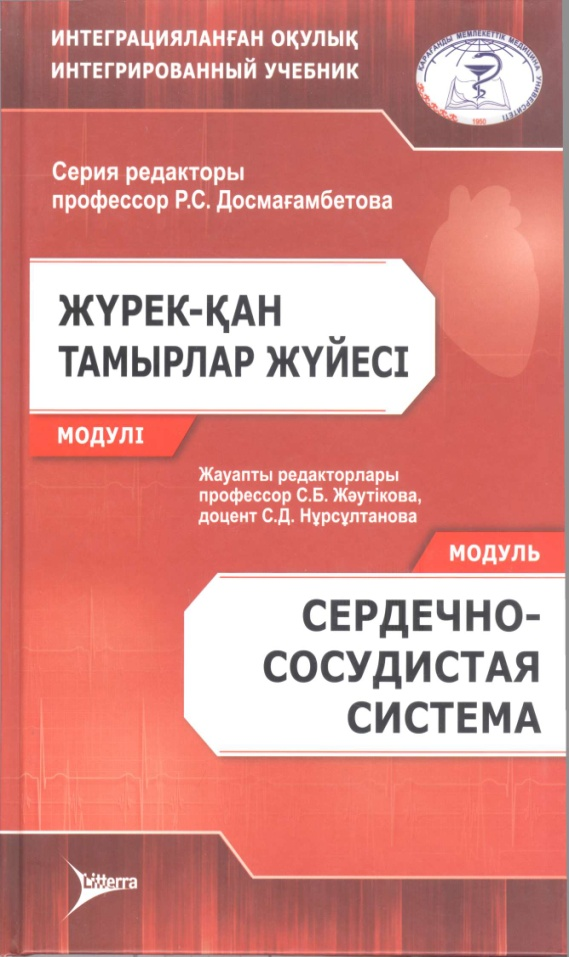 ИНТЕГРАЦИЯЛАНҒАН ОҚУЛЫҚ
ИНТЕГРИРОВАННЫЙ УЧЕБНИК
ҚАРАҒАНДЫ МЕМЛЕКЕТТІК МЕДИЦИНА УНИВЕРСИТЕТІ
1950
Серия редакторы
профессор Р.С. Досмағамбетова
ЖҮРЕК-ҚАН
ТАМЫРЛАР ЖҮЙЕСІ
МОДУЛІ
Жауапты редакторлары
профессор С.Б. Жәутікова,
доцент С.Д. Нұрсұлтанова
МОДУЛЬ
СЕРДЕЧНО-
СОСУДИСТАЯ
СИСТЕМА
Litterra